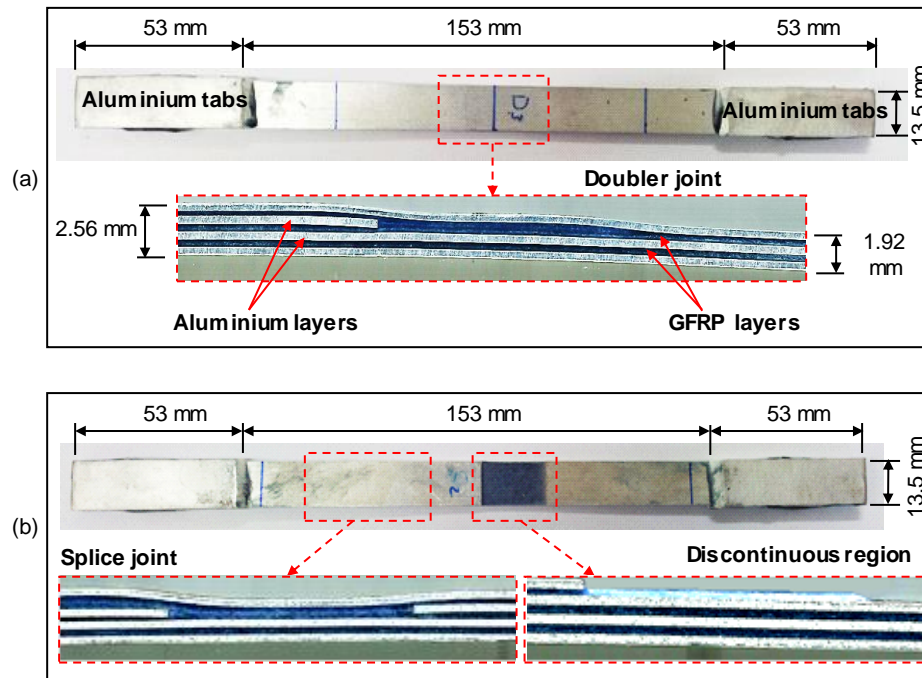 53 mm 153 mm 53 mm
Aluminium tabs
Aluminium tabs
13.5 mm
D3
(a)
Doubler joint
2.56 mm
1.92
mm
Aluminium layers
GFRP layers
53 mm 153 mm 53 mm
13.5 mm
(b)
Splice joint
Discontinuous region